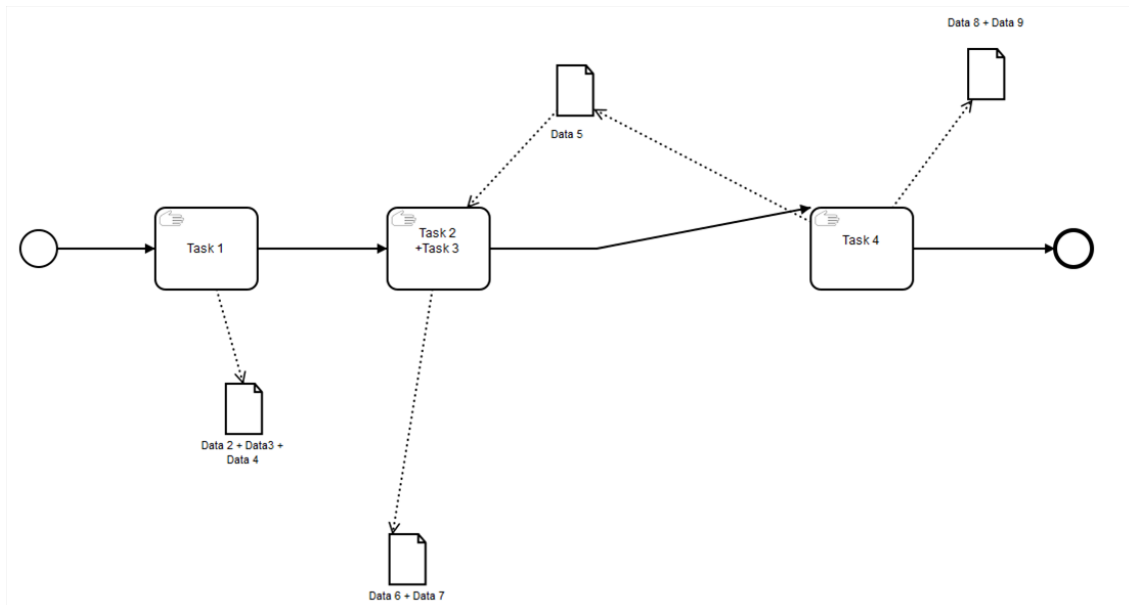 Data 8 + Data 9
Data 5
Task 1
Task 2
+Task 3
Task 4
Data 2 + Data3 +
Data 4
Data 6 + Data 7